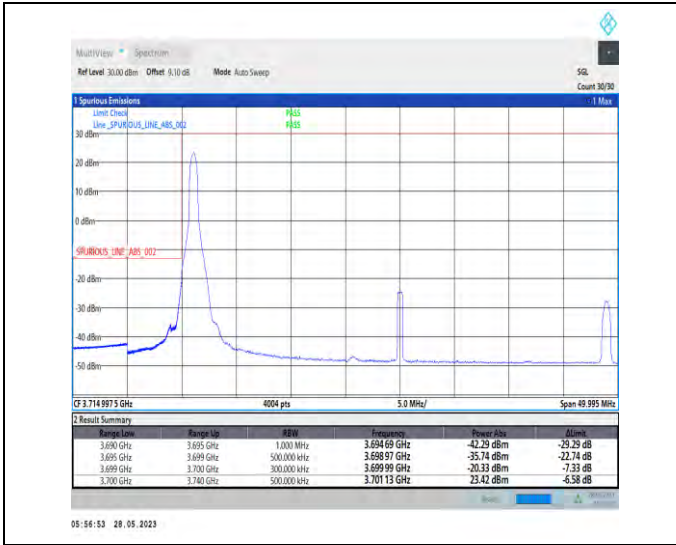 MultiView Spectrum
Ref Level 30.00 dBm Offset 9.10 dB Mode Auto Sweep SGL
Count 30/30
1 Spurious Emissions 1 Max
Limit Check PASS
Line _SPURIOUS_LINE_ABS_002 PASS
30 dBm
20 dBm
10 dBm
0 dBm
_SPURIOUS_LINE_ABS_002
-20 dBm
-30 dBm
-40 dBm
-50 dBm
CF 3.714 997 5 GHz 4004 pts 5.0 MHz/ Span 49.995 MHz
2 Result Summary
Range Low Range Up RBW Frequency Power Abs ΔLimit
3.690 GHz 3.695 GHz 1.000 MHz 3.694 69 GHz -42.29 dBm -29.29 dB
3.695 GHz 3.699 GHz 500.000 kHz 3.698 97 GHz -35.74 dBm -22.74 dB
3.699 GHz 3.700 GHz 300.000 kHz 3.699 99 GHz -20.33 dBm -7.33 dB
3.700 GHz 3.740 GHz 500.000 kHz 3.701 13 GHz 23.42 dBm -6.58 dB
Ready
05:56:53 28.05.2023